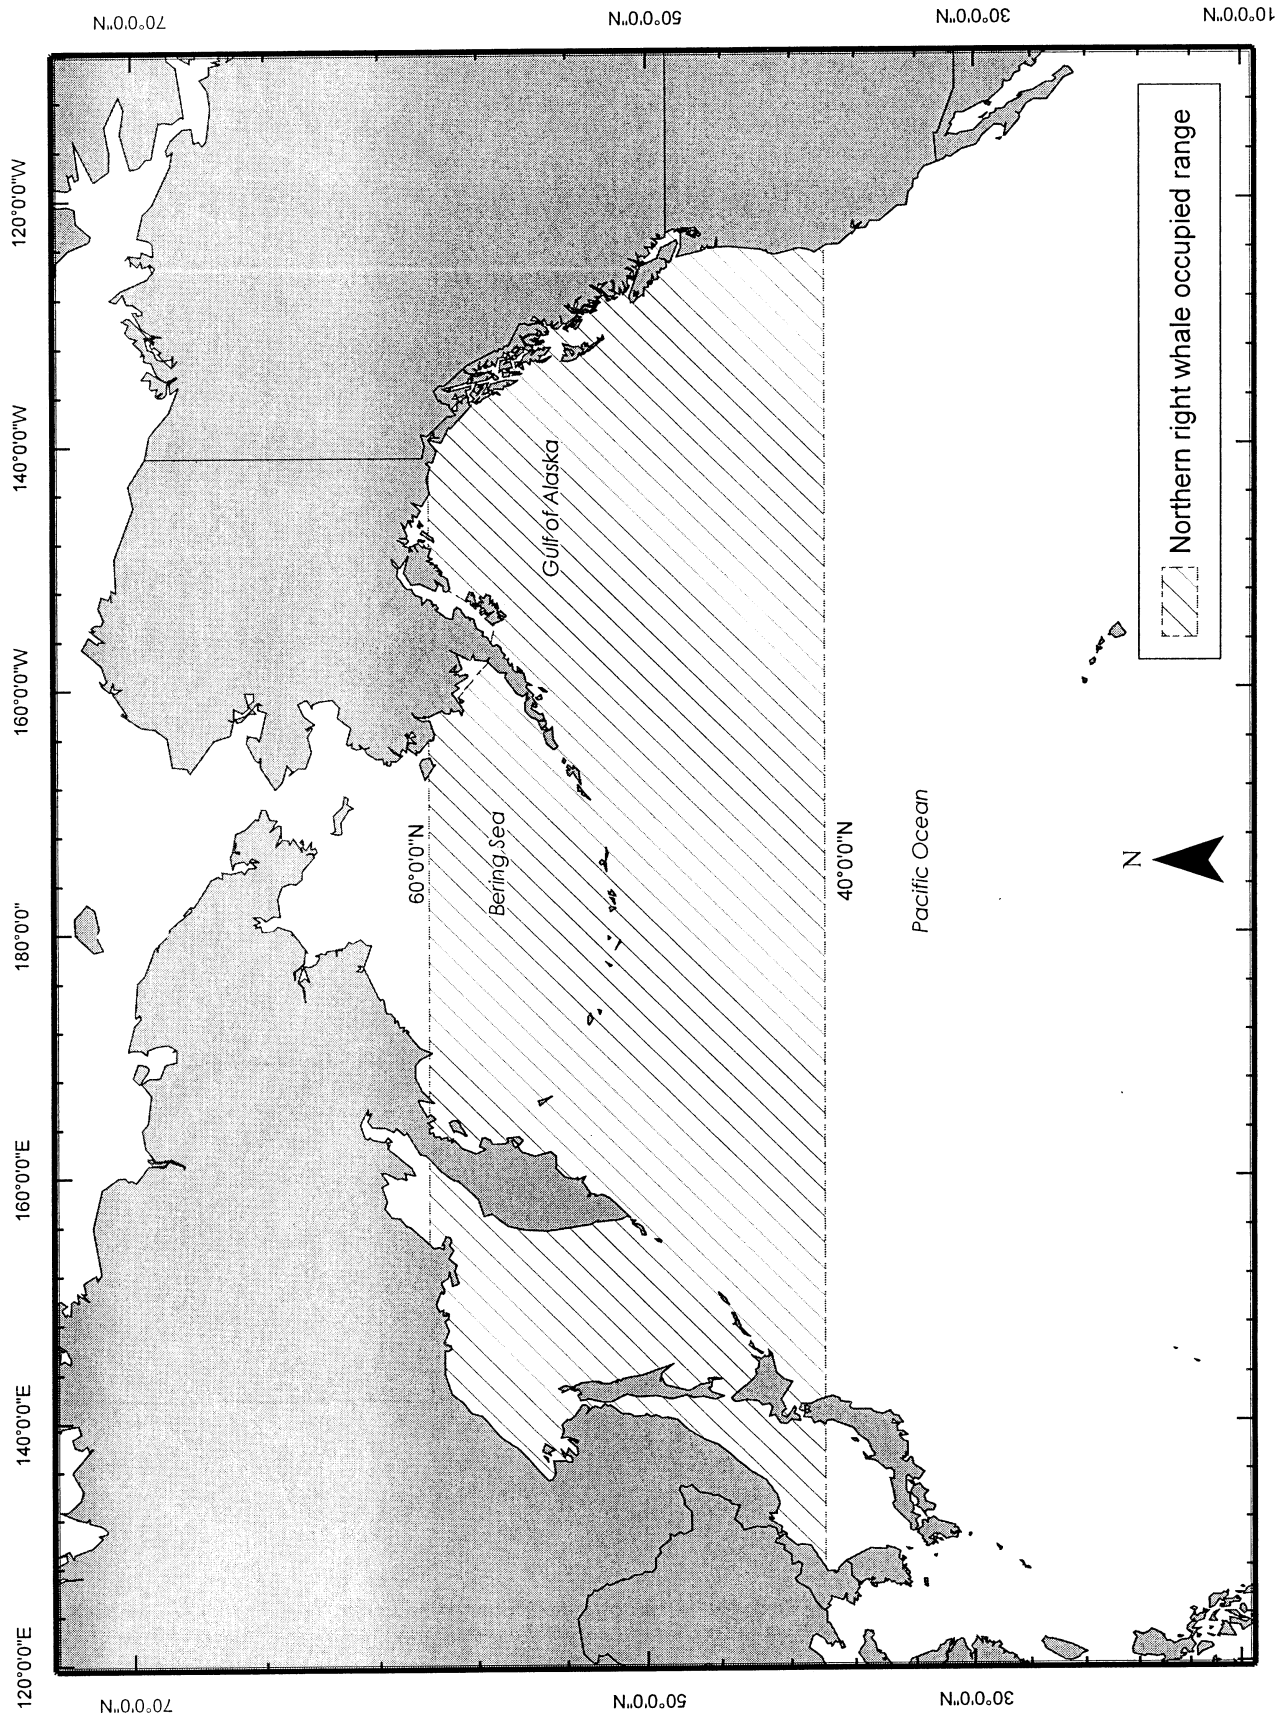 120°0'0"E
140°0'0"E
160°0'0"E
180°0'0"
160°0'0"W
140°0'0"W
120°0'0"W
70°0'0"N
70°0'0"N
60°0'0"N
Bering Sea
Gulf of Alaska
50°0'0"N
50°0'0"N
40°0'0"N
Pacific Ocean
30°0'0"N
30°0'0"N
N
Northern right whale occupied range
10°0'0"N